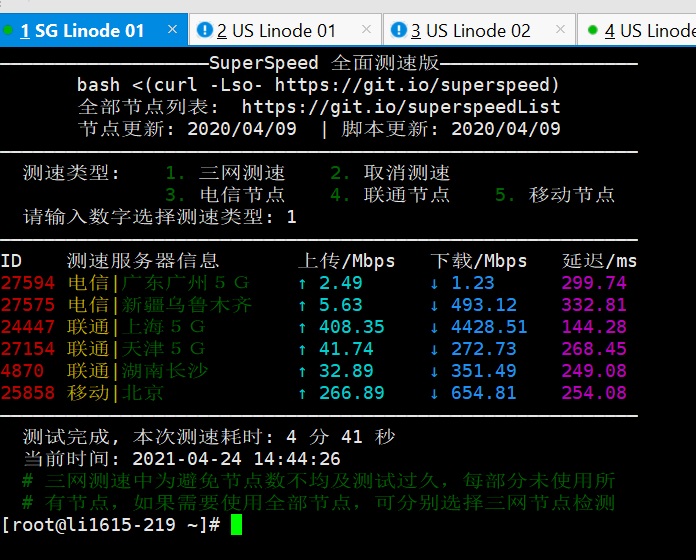 1 SG Linode 01 × 2 US Linode 01 × 3 US Linode 02 × 4 US Linode
SuperSpeed 全面测速版
bash <(curl -Lso- https://git.io/superspeed)
全部节点列表: https://git.io/superspeedList
节点更新: 2020/04/09 | 脚本更新: 2020/04/09
测速类型: 1. 三网测速 2. 取消测速
3. 电信节点 4. 联通节点 5. 移动节点
请输入数字选择测速类型: 1
ID 测速服务器信息 上传/Mbps 下载/Mbps 延迟/ms
27594 电信|广东广州５Ｇ ↑ 2.49 ↓ 1.23 299.74
27575 电信|新疆乌鲁木齐 ↑ 5.63 ↓ 493.12 332.81
24447 联通|上海５Ｇ ↑ 408.35 ↓ 4428.51 144.28
27154 联通|天津５Ｇ ↑ 41.74 ↓ 272.73 268.45
4870 联通|湖南长沙 ↑ 32.89 ↓ 351.49 249.08
25858 移动|北京 ↑ 266.89 ↓ 654.81 254.08
测试完成, 本次测速耗时: 4 分 41 秒
当前时间: 2021-04-24 14:44:26
# 三网测速中为避免节点数不均及测试过久，每部分未使用所
# 有节点，如果需要使用全部节点，可分别选择三网节点检测
[root@li1615-219 ~]#